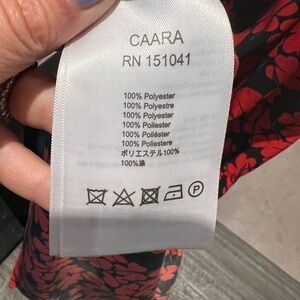 CAARA
RN 151041
100% Polyester
100% Polyestre
100% Polyester
100% Poliester
100% Poliéster
100% Poliestere
ポリエステル100%
100%涤
P